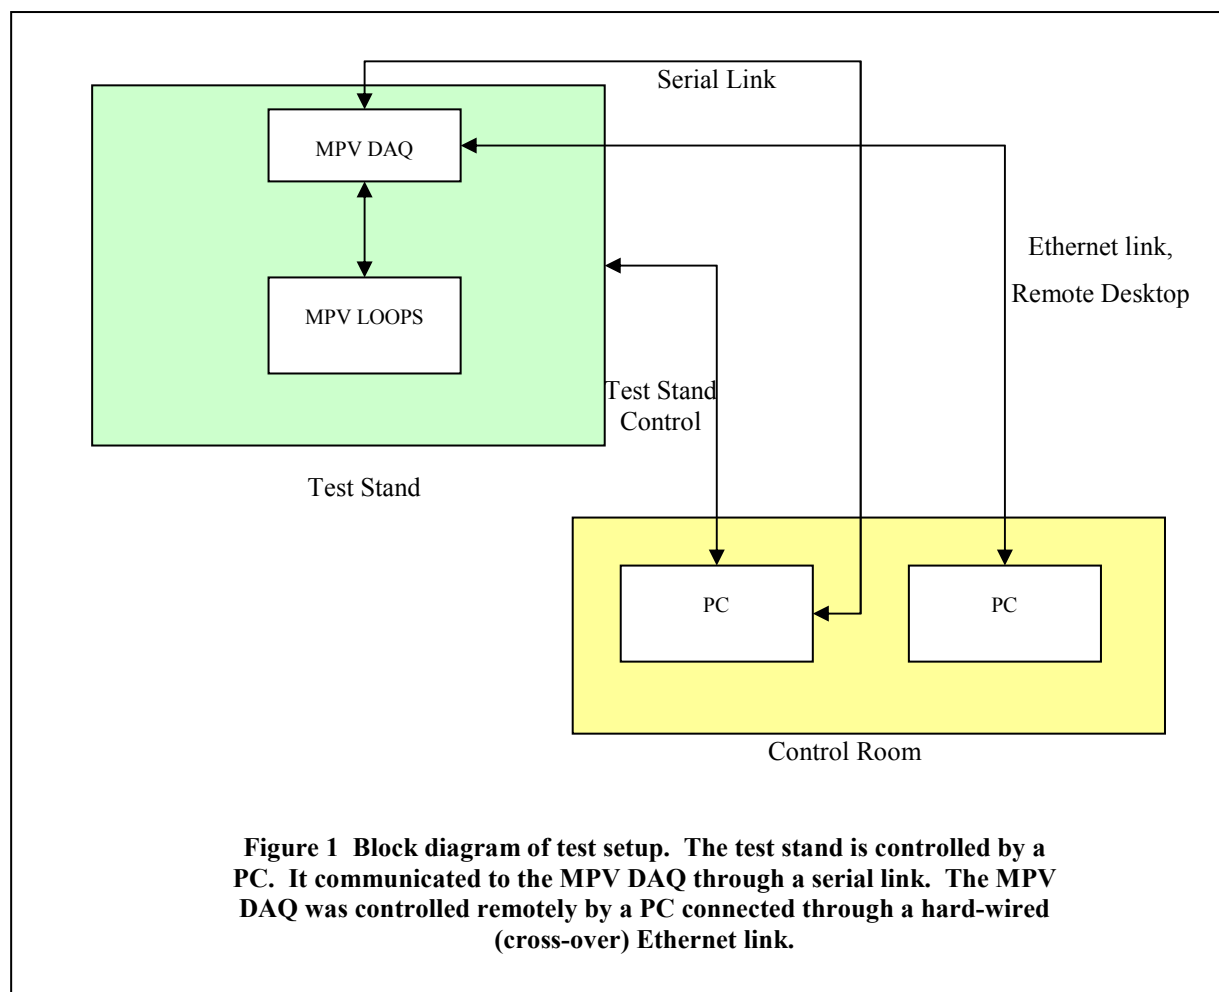 Serial Link
MPV DAQ
Ethernet link,
Remote Desktop
MPV LOOPS
Test Stand
Control
Test Stand
PC
PC
Control Room
Figure 1  Block diagram of test setup.  The test stand is controlled by a
PC.  It communicated to the MPV DAQ through a serial link.  The MPV
DAQ was controlled remotely by a PC connected through a hard-wired
(cross-over) Ethernet link.